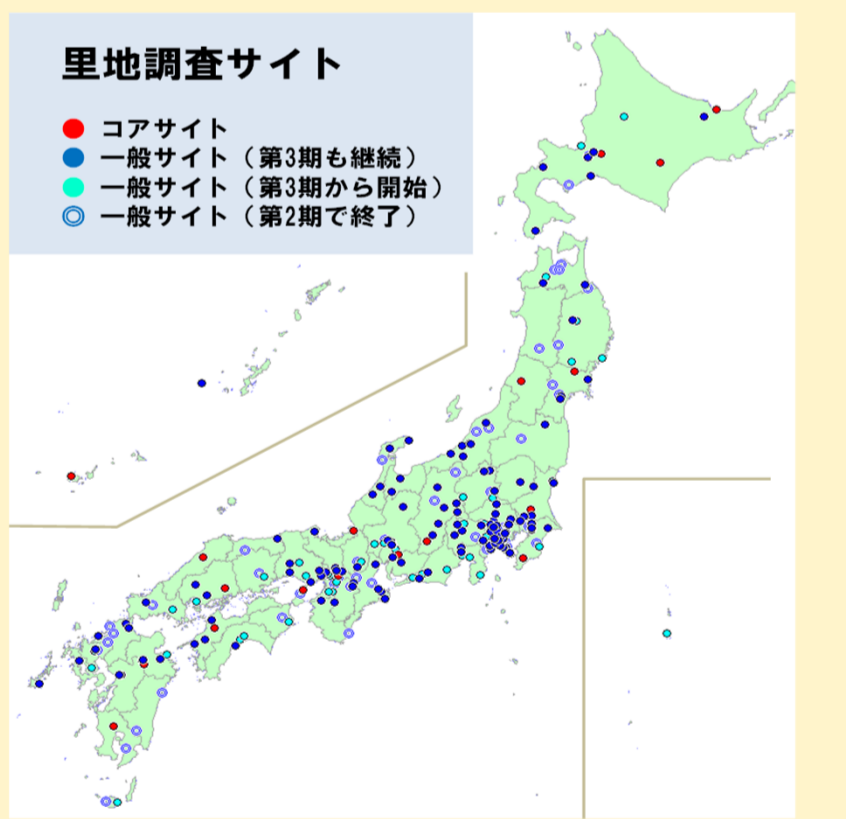 里地調査サイト
コアサイト
一般サイト（第3期も継続）
一般サイト（第3期から開始）
一般サイト（第2期で終了）